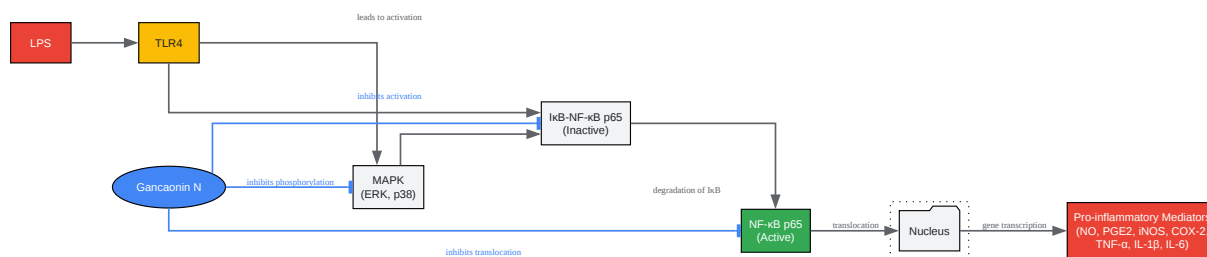 leads to activation
LPS
TLR4
inhibits activation
IκB-NF-κB p65
(Inactive)
Gancaonin N
inhibits phosphorylation
MAPK
(ERK, p38)
degradation of IκB
NF-κB p65
(Active)
translocation
Nucleus
gene transcription
Pro-inflammatory Mediators
(NO, PGE2, iNOS, COX-2,
TNF-α, IL-1β, IL-6)
inhibits translocation